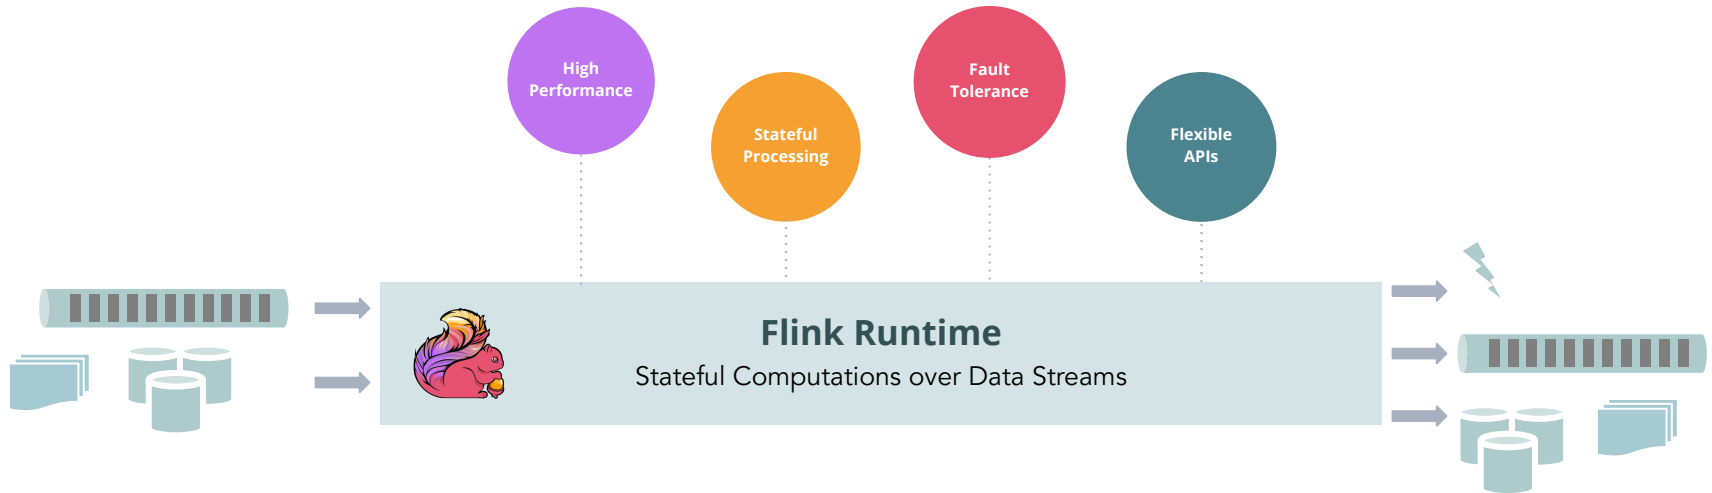 High
Performance
Stateful
Processing
Fault
Tolerance
Flexible
APIs
Flink Runtime
Stateful Computations over Data Streams